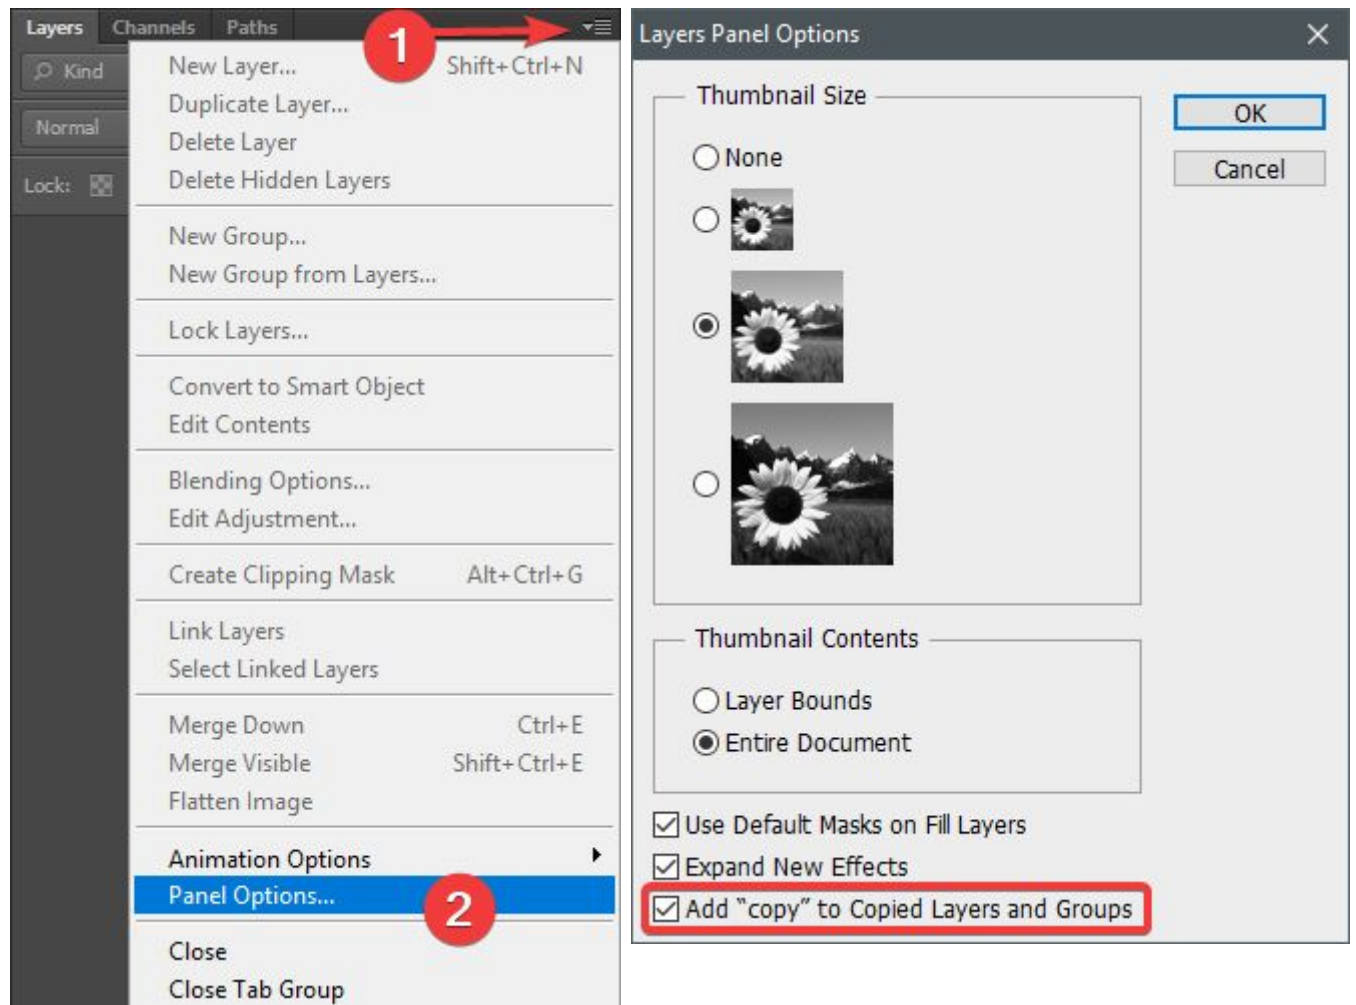 Layers Channels Paths
1
Kind
Normal
Lock:
New Layer... Shift+Ctrl+N
Duplicate Layer...
Delete Layer
Delete Hidden Layers
New Group...
New Group from Layers...
Lock Layers...
Convert to Smart Object
Edit Contents
Blending Options...
Edit Adjustment...
Create Clipping Mask Alt+Ctrl+G
Link Layers
Select Linked Layers
Merge Down Ctrl+E
Merge Visible Shift+Ctrl+E
Flatten Image
Animation Options
Panel Options...
2
Close
Close Tab Group
Layers Panel Options
Thumbnail Size
OK
None
Cancel
Thumbnail Contents
Layer Bounds
Entire Document
Use Default Masks on Fill Layers
Expand New Effects
Add “copy” to Copied Layers and Groups